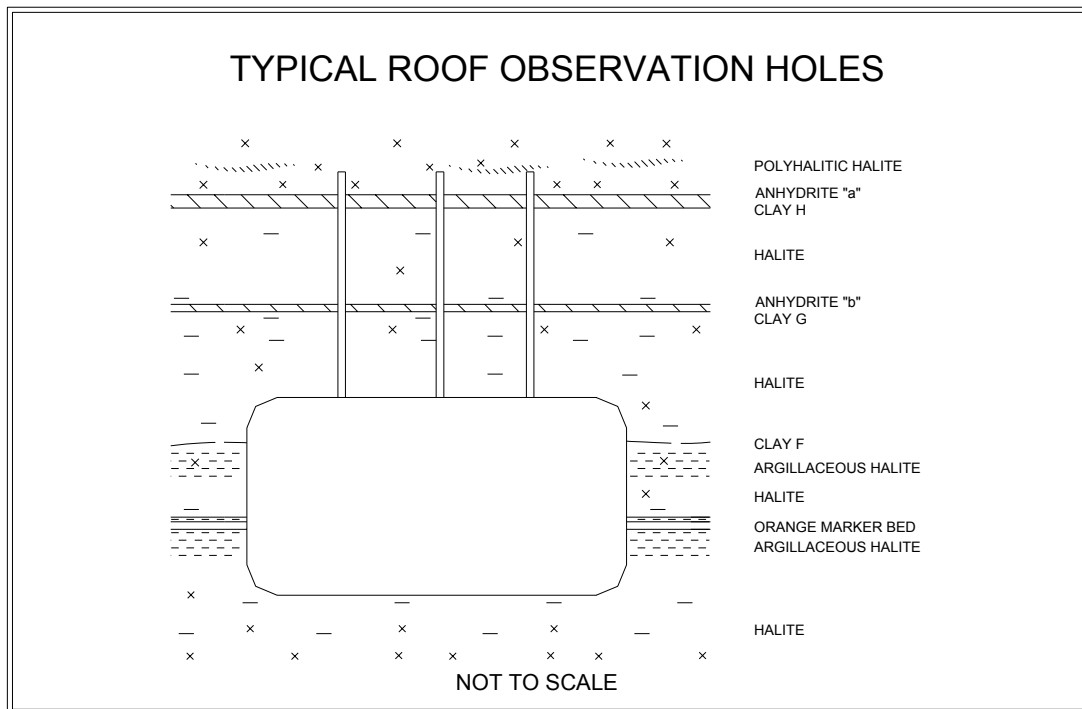 TYPICAL ROOF OBSERVATION HOLES
POLYHALITIC HALITE
ANHYDRITE "a"
CLAY H
HALITE
ANHYDRITE "b"
CLAY G
HALITE
CLAY F
ARGILLACEOUS HALITE
HALITE
ORANGE MARKER BED
ARGILLACEOUS HALITE
HALITE
NOT TO SCALE